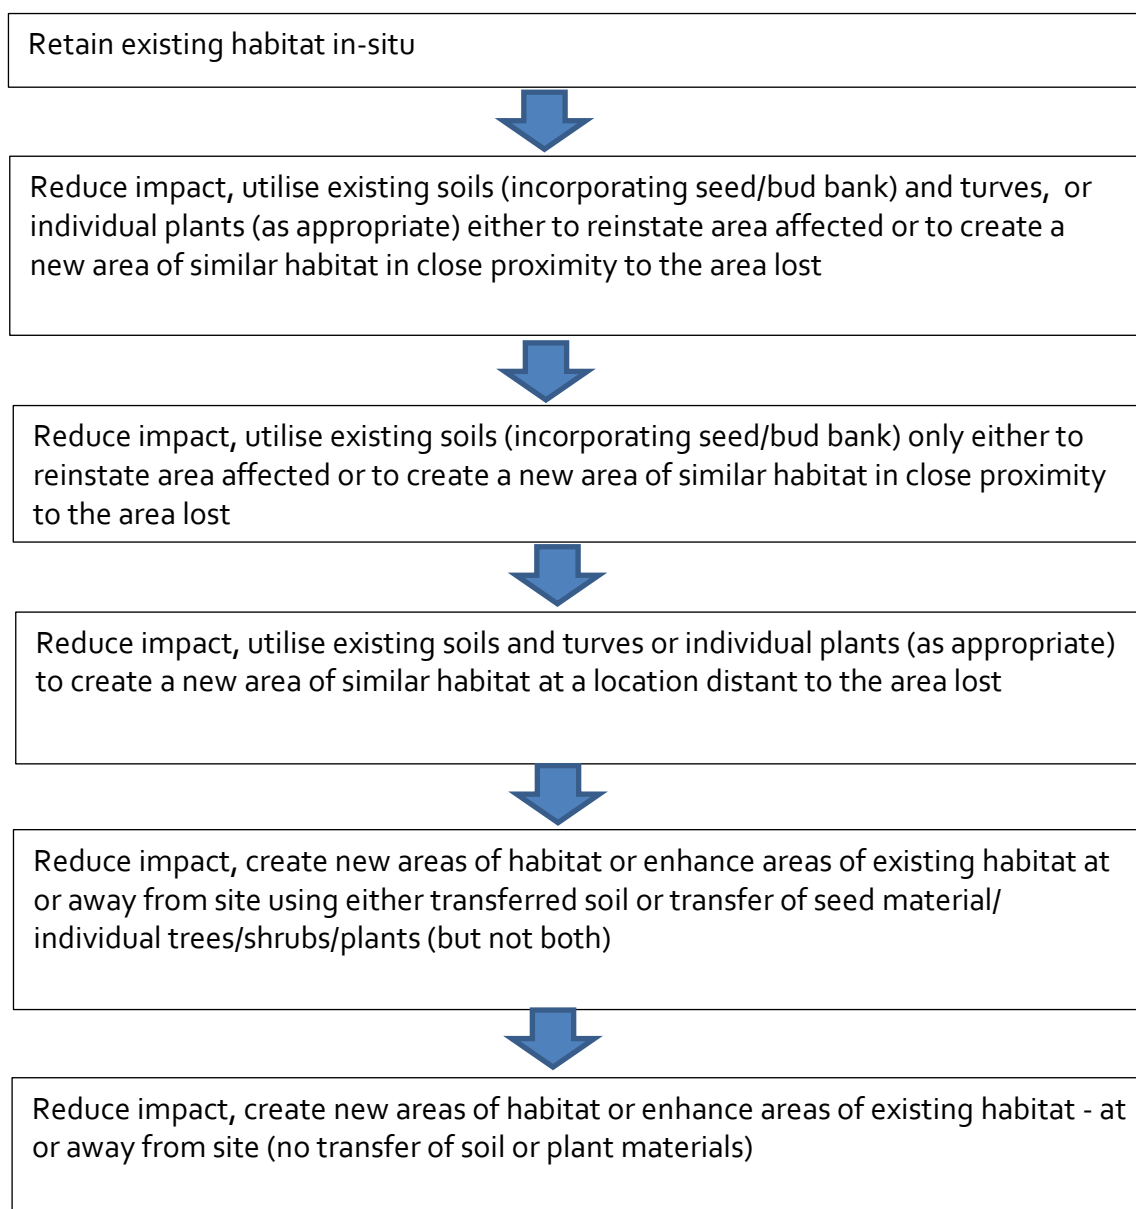 Retain existing habitat in-situ
Reduce impact, utilise existing soils (incorporating seed/bud bank) and turves,  or
individual plants (as appropriate) either to reinstate area affected or to create a
new area of similar habitat in close proximity to the area lost
Reduce impact, utilise existing soils (incorporating seed/bud bank) only either to
reinstate area affected or to create a new area of similar habitat in close proximity
to the area lost
Reduce impact, utilise existing soils and turves or individual plants (as appropriate)
to create a new area of similar habitat at a location distant to the area lost
Reduce impact, create new areas of habitat or enhance areas of existing habitat at
or away from site using either transferred soil or transfer of seed material/
individual trees/shrubs/plants (but not both)
Reduce impact, create new areas of habitat or enhance areas of existing habitat - at
or away from site (no transfer of soil or plant materials)